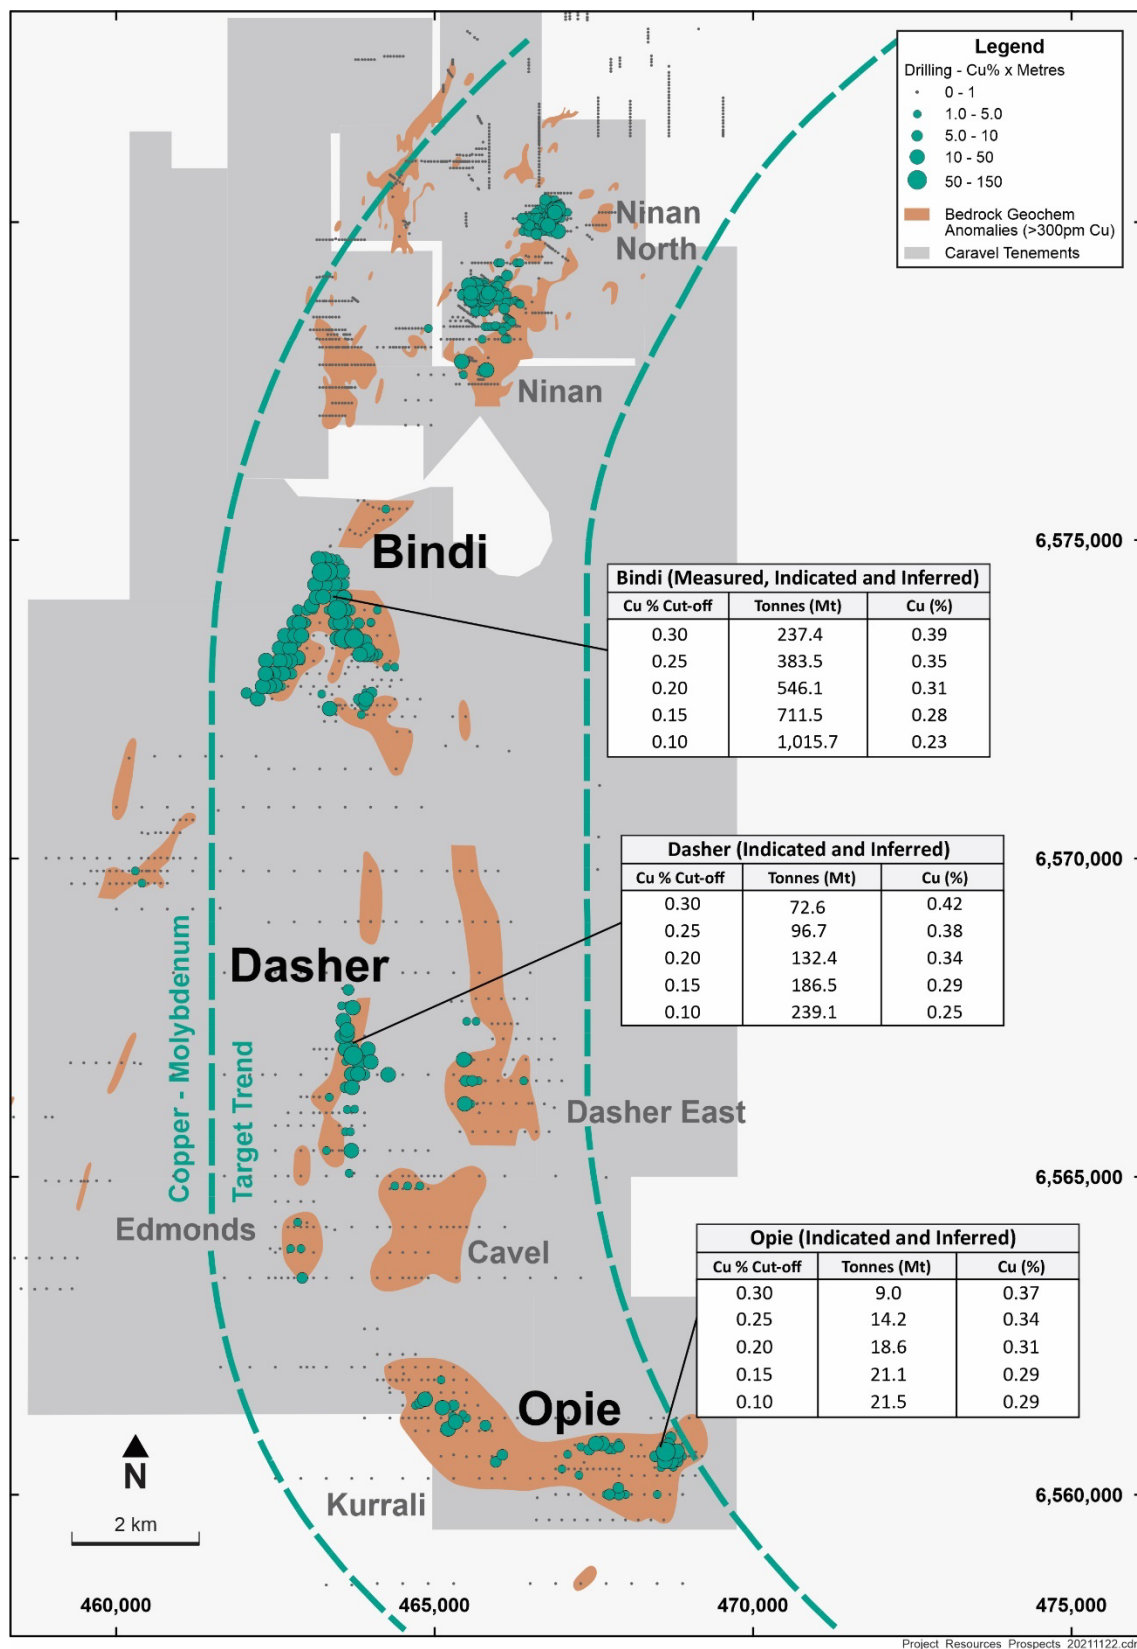 Legend
Drilling - Cu% x Metres
0 - 1
1.0 - 5.0
5.0 - 10
10 - 50
50 - 150
Bedrock Geochem
Anomalies (>300pm Cu)
Caravel Tenements
Ninan
North
Ninan
Bindi
6,575,000
Bindi (Measured, Indicated and Inferred)
Cu % Cut-off Tonnes (Mt) Cu (%)
0.30 237.4 0.39
0.25 383.5 0.35
0.20 546.1 0.31
0.15 711.5 0.28
0.10 1,015.7 0.23
6,570,000
Dasher (Indicated and Inferred)
Cu % Cut-off Tonnes (Mt) Cu (%)
0.30 72.6 0.42
0.25 96.7 0.38
0.20 132.4 0.34
0.15 186.5 0.29
0.10 239.1 0.25
Dasher
Copper - Molybdenum
Target Trend
Dasher East
6,565,000
Edmonds
Cavel
Opie (Indicated and Inferred)
Cu % Cut-off Tonnes (Mt) Cu (%)
0.30 9.0 0.37
0.25 14.2 0.34
0.20 18.6 0.31
0.15 21.1 0.29
0.10 21.5 0.29
Opie
Kurrali
6,560,000
N
2 km
460,000 465,000 470,000 475,000
Project_Resources_Prospects_20211122.cdr